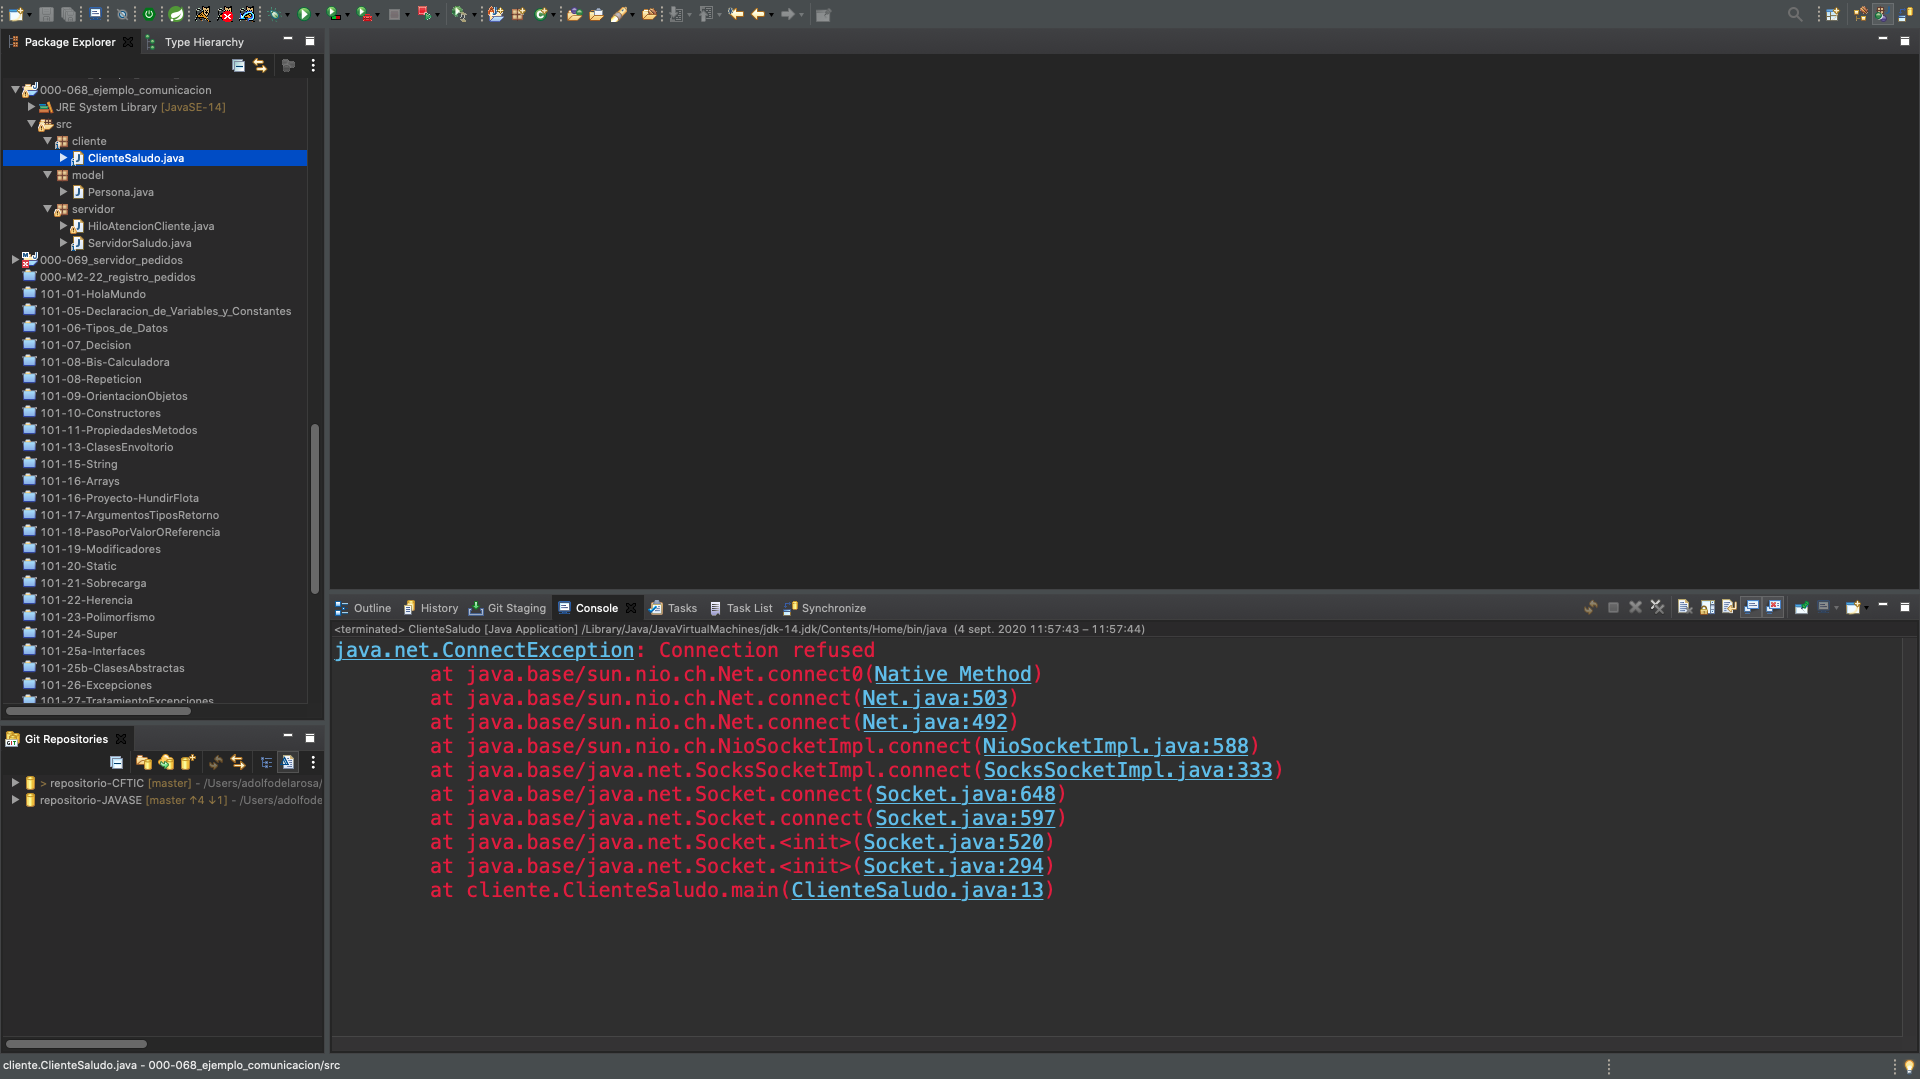 Package Explorer
Type Hierarchy
000-068_ejemplo_comunicacion
JRE System Library [JavaSE-14]
src
cliente
ClienteSaludo.java
model
Persona.java
servidor
HiloAtencionCliente.java
ServidorSaludo.java
000-069_servidor_pedidos
000-M2-22_registro_pedidos
101-01-HolaMundo
101-05-Declaracion_de_Variables_y_Constantes
101-06-Tipos_de_Datos
101-07_Decision
101-08-Bis-Calculadora
101-08-Repeticion
101-09-OrientacionObjetos
101-10-Constructores
101-11-PropiedadesMetodos
101-13-ClasesEnvoltorio
101-15-String
101-16-Arrays
101-16-Proyecto-HundirFlota
101-17-ArgumentosTiposRetorno
101-18-PasoPorValorOReferencia
101-19-Modificadores
101-20-Static
101-21-Sobrecarga
101-22-Herencia
101-23-Polimorfismo
101-24-Super
101-25a-Interfaces
101-25b-ClasesAbstractas
101-26-Excepciones
101-27-TratamientoExcepciones
Git Repositories
> repositorio-CFTIC [master] - /Users/adolfodelarosa/
repositorio-JAVASE [master ↑4 ↓1] - /Users/adolfode
Outline
History
Git Staging
Console
Tasks
Task List
Synchronize
<terminated> ClienteSaludo [Java Application] /Library/Java/JavaVirtualMachines/jdk-14.jdk/Contents/Home/bin/java (4 sept. 2020 11:57:43 – 11:57:44)
java.net.ConnectException: Connection refused
at java.base/sun.nio.ch.Net.connect0(Native Method)
at java.base/sun.nio.ch.Net.connect(Net.java:503)
at java.base/sun.nio.ch.Net.connect(Net.java:492)
at java.base/sun.nio.ch.NioSocketImpl.connect(NioSocketImpl.java:588)
at java.base/java.net.SocksSocketImpl.connect(SocksSocketImpl.java:333)
at java.base/java.net.Socket.connect(Socket.java:648)
at java.base/java.net.Socket.connect(Socket.java:597)
at java.base/java.net.Socket.<init>(Socket.java:520)
at java.base/java.net.Socket.<init>(Socket.java:294)
at cliente.ClienteSaludo.main(ClienteSaludo.java:13)
cliente.ClienteSaludo.java - 000-068_ejemplo_comunicacion/src